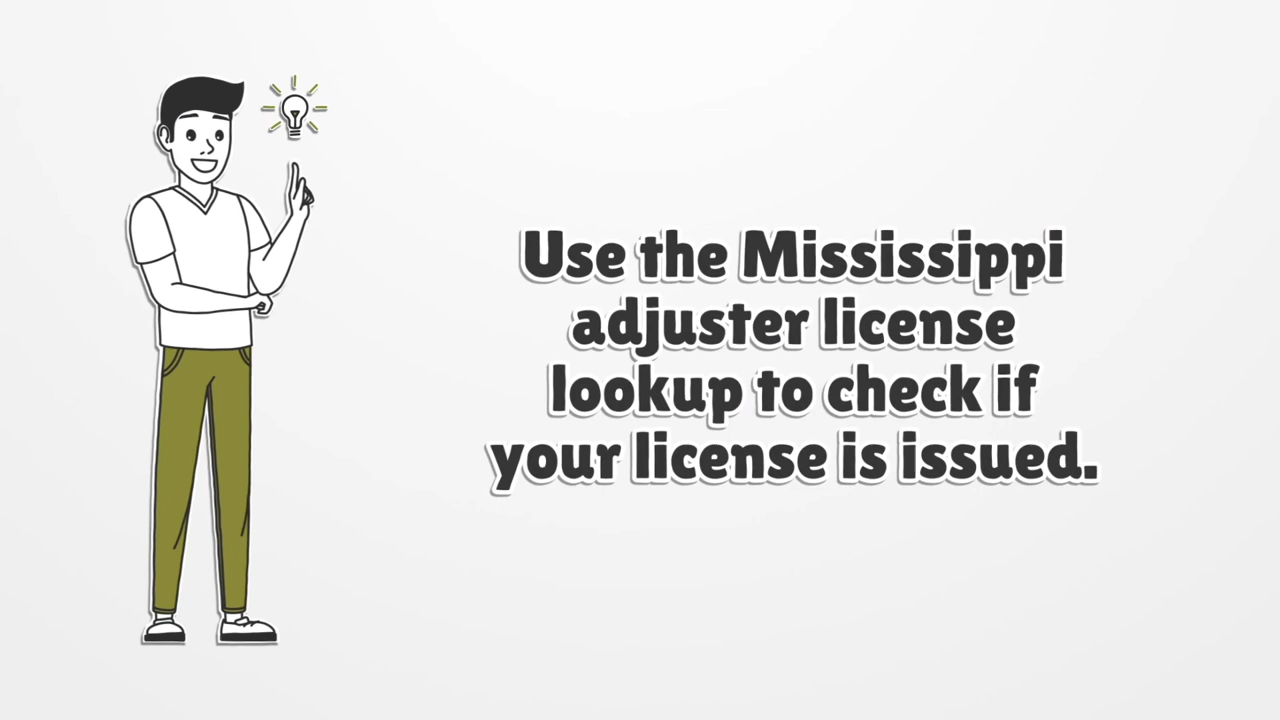 Use the Mississippi
adjuster license
lookup to check if
your license is issued.